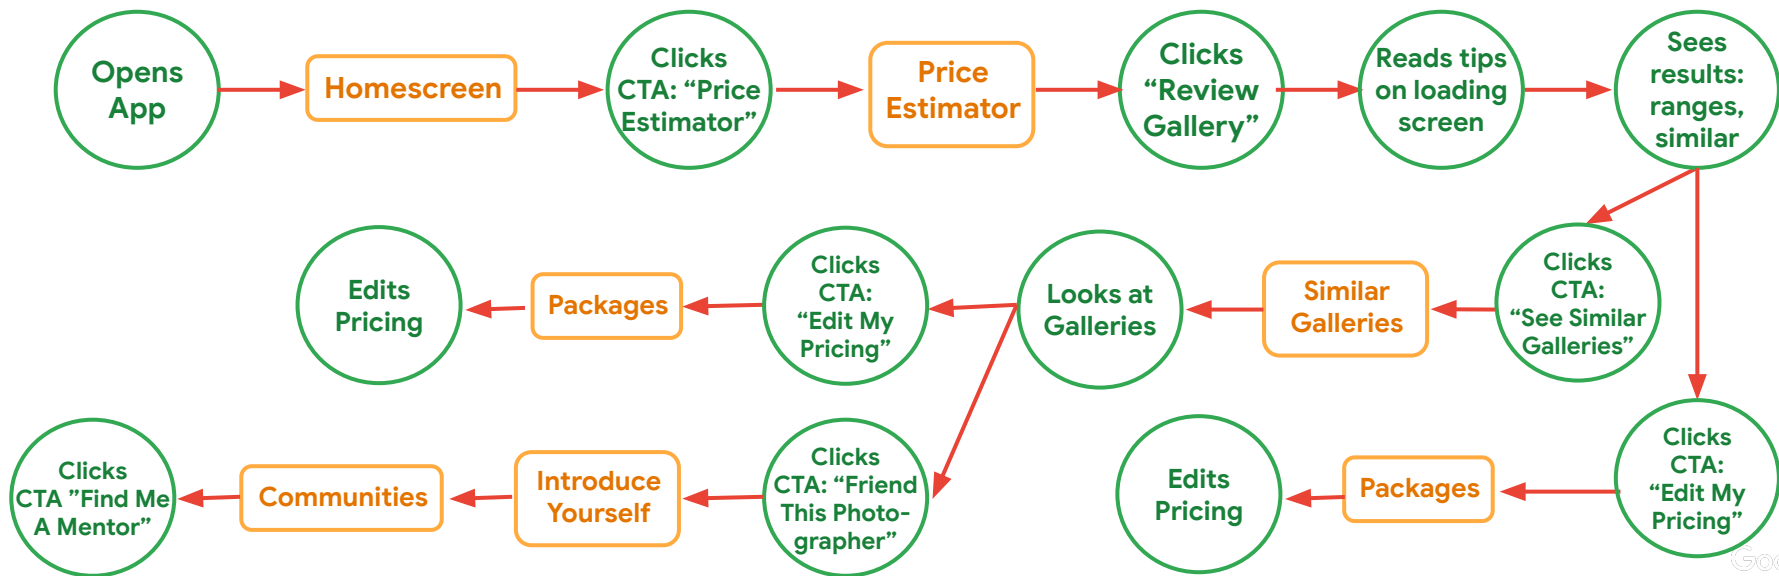 Opens
App
Homescreen
Clicks
CTA: “Price
Estimator”
Price
Estimator
Clicks
“Review
Gallery”
Reads tips
on loading
screen
Sees
results:
ranges,
similar
Edits
Pricing
Packages
Clicks
CTA:
“Edit My
Pricing”
Looks at
Galleries
Similar
Galleries
Clicks
CTA:
“See Similar
Galleries”
Clicks
CTA ”Find Me
A Mentor”
Communities
Introduce
Yourself
Clicks
CTA: “Friend
This Photo-
grapher”
Edits
Pricing
Packages
Clicks
CTA:
“Edit My
Pricing”